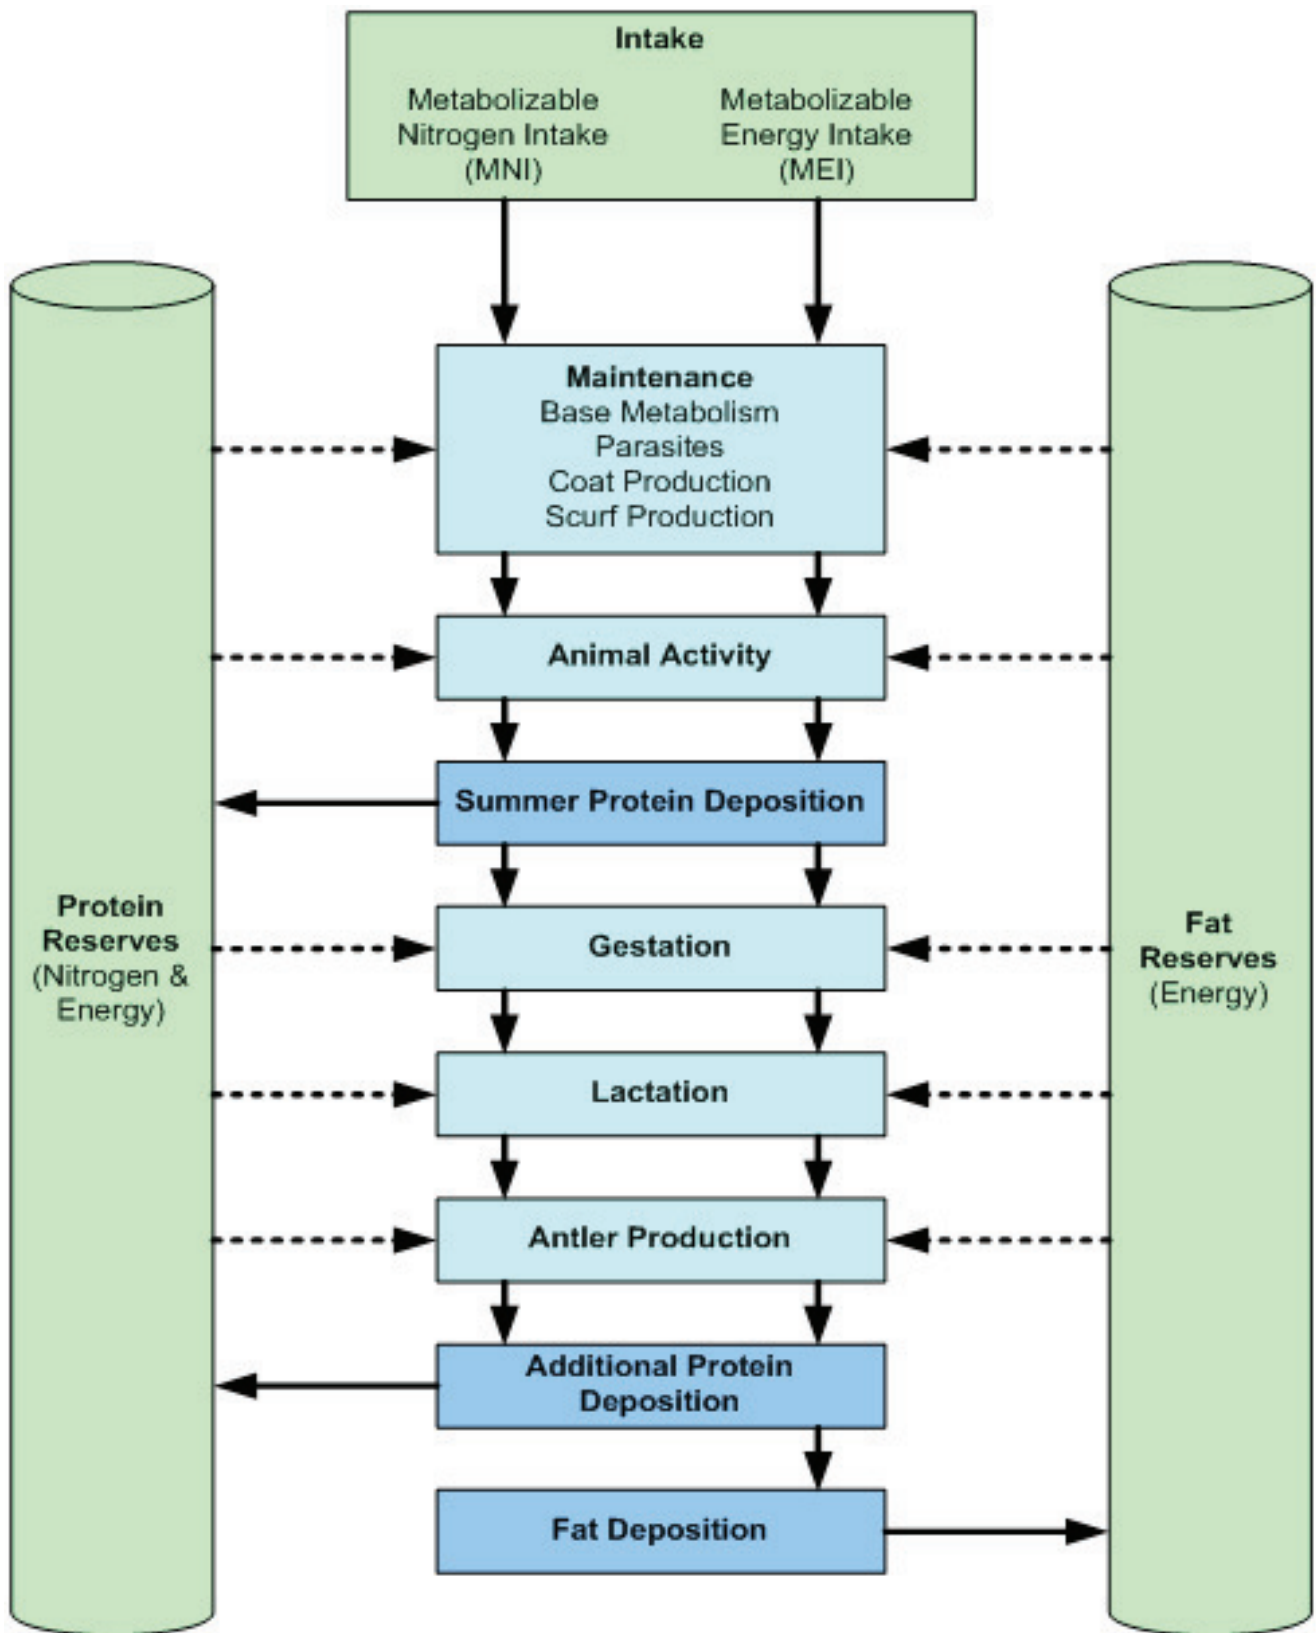 Intake
Metabolizable
Nitrogen Intake
(MNI)
Metabolizable
Energy Intake
(MEI)
Maintenance
Base Metabolism
Parasites
Coat Production
Scurf Production
Animal Activity
Summer Protein Deposition
Protein
Reserves
(Nitrogen &
Energy)
Gestation
Fat
Reserves
(Energy)
Lactation
Antler Production
Additional Protein
Deposition
Fat Deposition